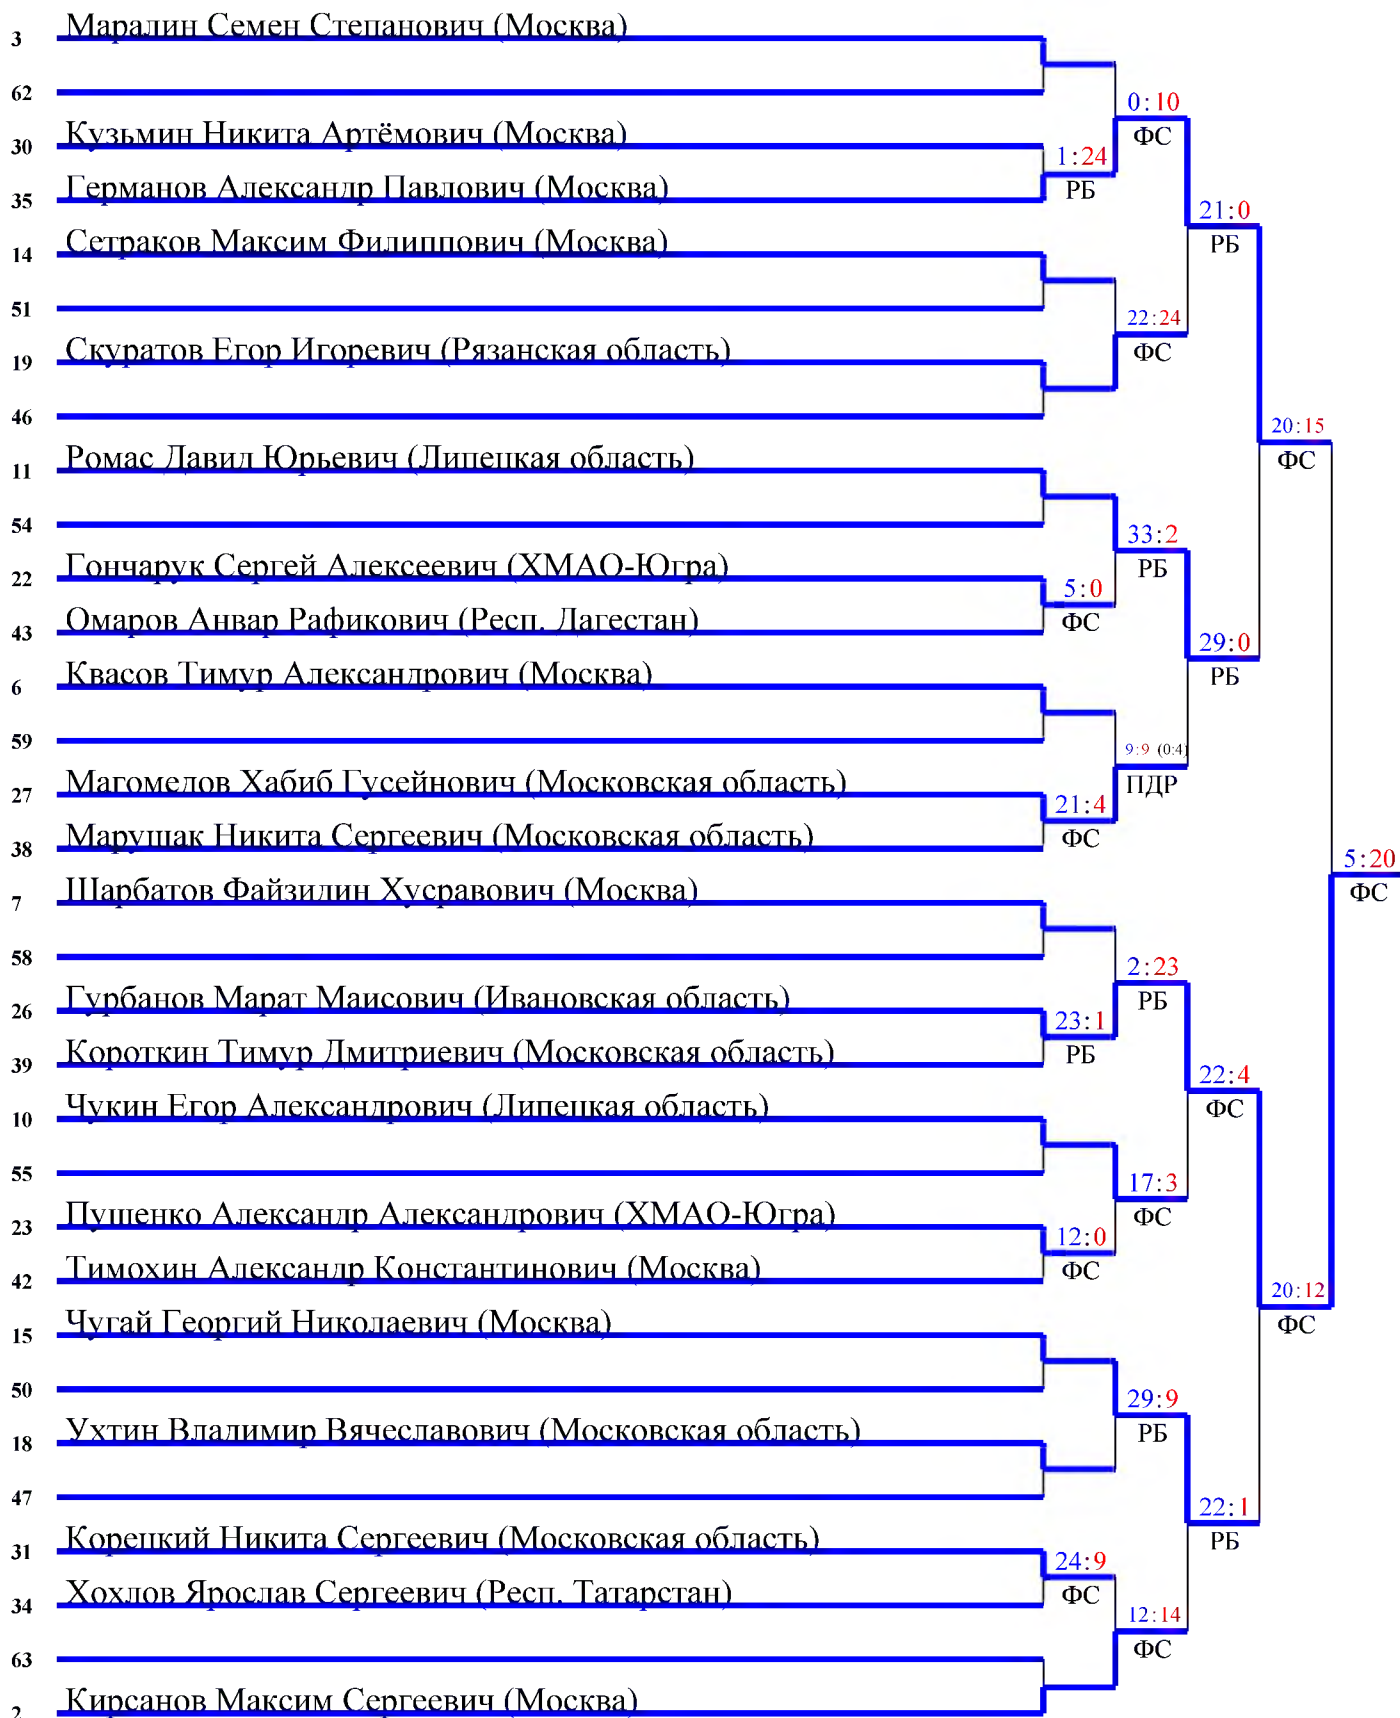 3 Маралин Семен Степанович (Москва)
62
0:10
30 Кузьмин Никита Артёмович (Москва)
ФС
1:24
35 Германов Александр Павлович (Москва)
РБ
21:0
14 Сетраков Максим Филиппович (Москва)
РБ
51
22:24
19 Скуратов Егор Игоревич (Рязанская область)
ФС
46
20:15
11 Ромас Давид Юрьевич (Липецкая область)
ФС
54
33:2
22 Гончарук Сергей Алексеевич (ХМАО-Югра)
РБ
5:0
43 Омаров Анвар Рафикович (Респ. Дагестан)
ФС
29:0
6 Квасов Тимур Александрович (Москва)
РБ
59
9:9 (0:4)
27 Магомедов Хабиб Гусейнович (Московская область)
ПДР
21:4
38 Марущак Никита Сергеевич (Московская область)
ФС
5:20
7 Шарбатов Файзидин Хусравович (Москва)
ФС
58
2:23
26 Гурбанов Марат Маисович (Ивановская область)
РБ
23:1
39 Короткин Тимур Дмитриевич (Московская область)
РБ
22:4
10 Чукин Егор Александрович (Липецкая область)
ФС
55
17:3
23 Пущенко Александр Александрович (ХМАО-Югра)
ФС
12:0
42 Тимохин Александр Константинович (Москва)
ФС
20:12
15 Чугай Георгий Николаевич (Москва)
ФС
50
29:9
18 Ухтин Владимир Вячеславович (Московская область)
РБ
47
22:1
31 Корецкий Никита Сергеевич (Московская область)
РБ
24:9
34 Хохлов Ярослав Сергеевич (Респ. Татарстан)
ФС
12:14
ФС
63
2 Кирсанов Максим Сергеевич (Москва)